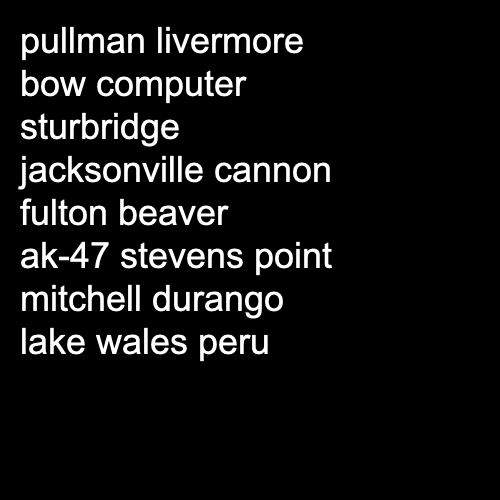 pullman livermore
bow computer
sturbridge
jacksonville cannon
fulton beaver
ak-47 stevens point
mitchell durango
lake wales peru